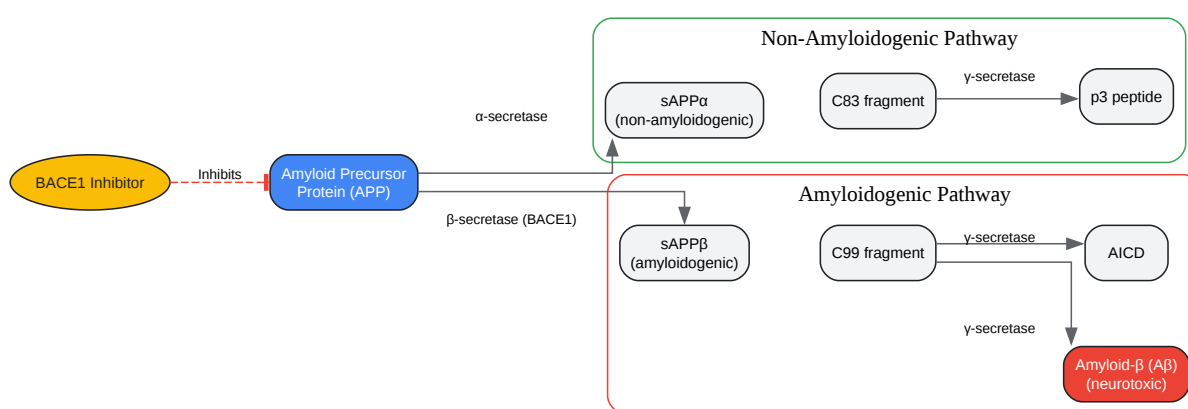 Non-Amyloidogenic Pathway
α-secretase
sAPPα
(non-amyloidogenic)
C83 fragment
γ-secretase
p3 peptide
BACE1 Inhibitor
Inhibits
Amyloid Precursor
Protein (APP)
β-secretase (BACE1)
Amyloidogenic Pathway
sAPPβ
(amyloidogenic)
C99 fragment
γ-secretase
AICD
γ-secretase
Amyloid-β (Aβ)
(neurotoxic)